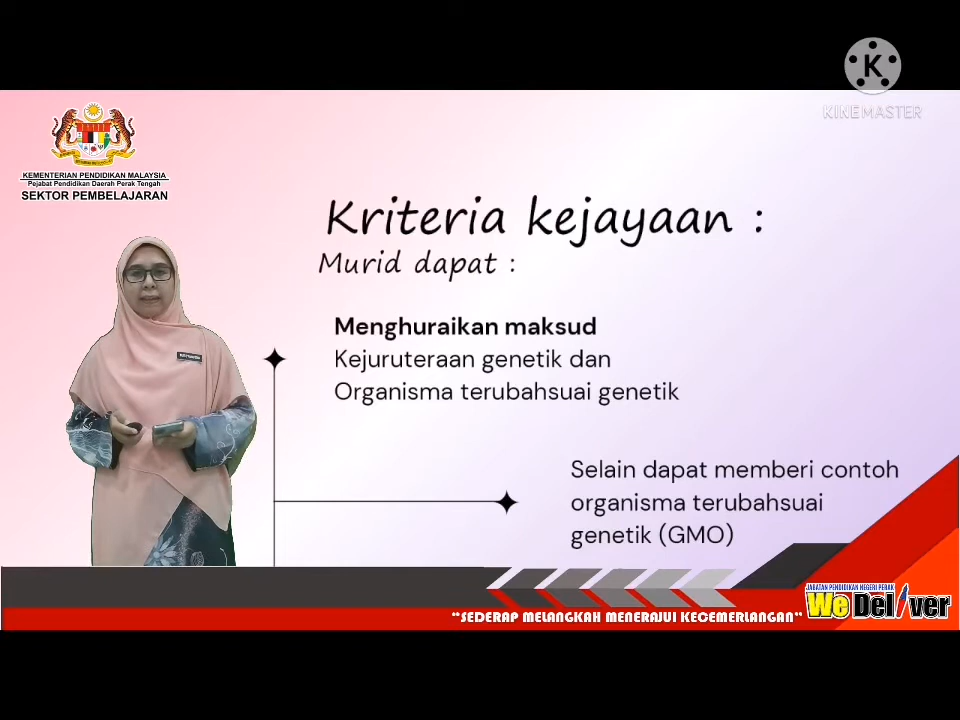 KINEMASTER
KEMENTERIAN PENDIDIKAN MALAYSIA
Pejabat Pendidikan Daerah Perak Tengah
SEKTOR PEMBELAJARAN
Kriteria kejayaan :
Murid dapat :
Menghuraikan maksud
Kejuruteraan genetik dan
Organisma terubahsuai genetik
Selain dapat memberi contoh
organisma terubahsuai
genetik (GMO)
JABATAN PENDIDIKAN NEGERI PERAK
We Deliver
"SEDERAP MELANGKAH MENERAJUI KECEMERLANGAN"